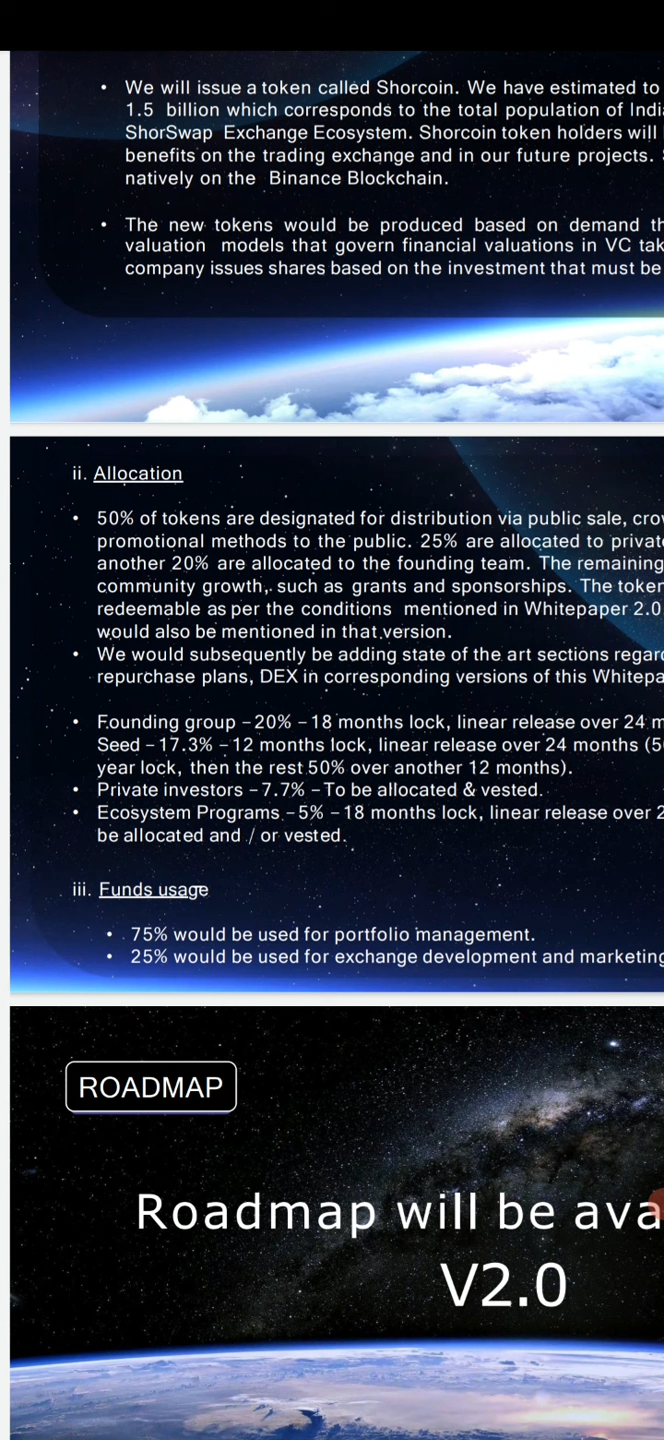 • We will issue a token called Shorcoin. We have estimated to
1.5 billion which corresponds to the total population of Indi
ShorSwap Exchange Ecosystem. Shorcoin token holders will
benefits on the trading exchange and in our future projects.
natively on the Binance Blockchain.
• The new tokens would be produced based on demand th
valuation models that govern financial valuations in VC tak
company issues shares based on the investment that must be
ii. Allocation
• 50% of tokens are designated for distribution via public sale, crow
promotional methods to the public. 25% are allocated to private
another 20% are allocated to the founding team. The remaining
community growth, such as grants and sponsorships. The token
redeemable as per the conditions mentioned in Whitepaper 2.0
would also be mentioned in that version.
• We would subsequently be adding state of the art sections regar
repurchase plans, DEX in corresponding versions of this Whitepa
• Founding group – 20% – 18 months lock, linear release over 24 m
Seed – 17.3% – 12 months lock, linear release over 24 months (50
year lock, then the rest 50% over another 12 months).
• Private investors – 7.7% – To be allocated & vested.
• Ecosystem Programs – 5% – 18 months lock, linear release over 2
be allocated and / or vested.
iii. Funds usage
• 75% would be used for portfolio management.
• 25% would be used for exchange development and marketing
ROADMAP
Roadmap will be ava
V2.0